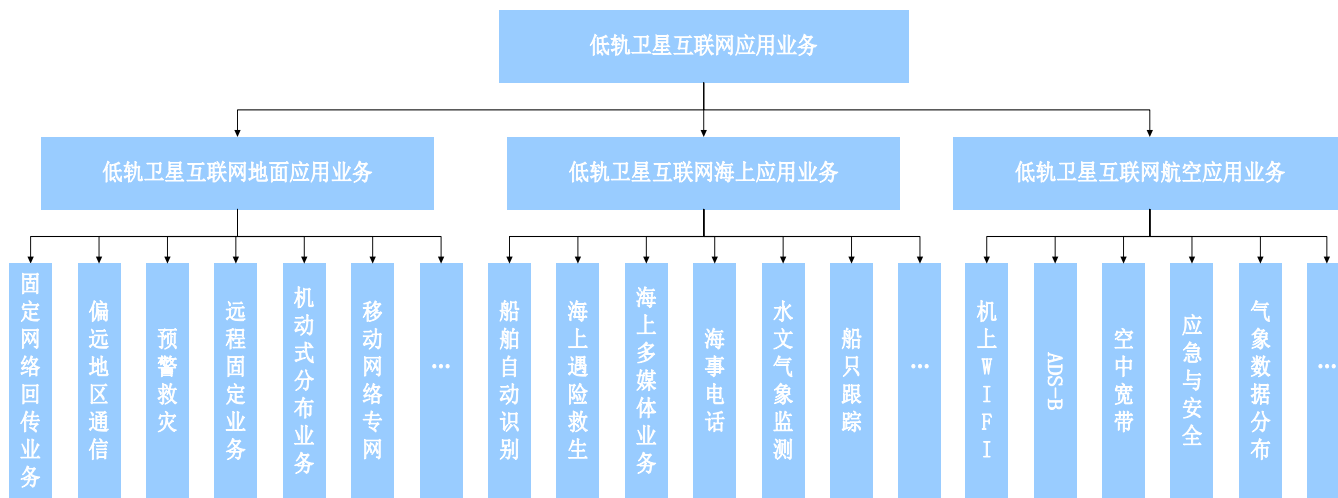 低轨卫星互联网应用业务
低轨卫星互联网地面应用业务
低轨卫星互联网海上应用业务
低轨卫星互联网航空应用业务
固定网络回传业务
偏远地区通信
预警救灾
远程固定业务
机动式分布业务
移动网络专网
…
船舶自动识别
海上遇险救生
海上多媒体业务
海事电话
水文气象监测
船只跟踪
…
机上WIFI
ADS-B
空中宽带
应急与安全
气象数据分布
…